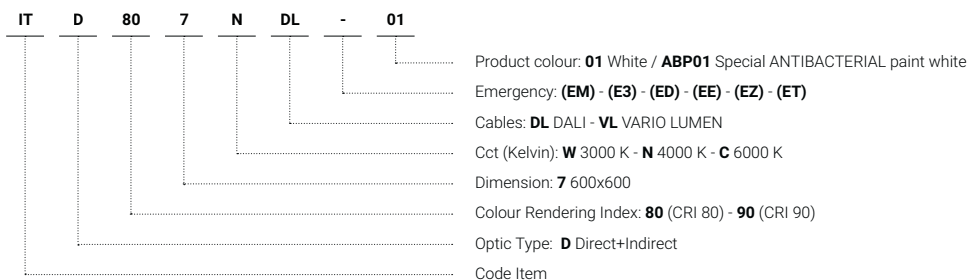 IT D 80 7 N DL - 01
Product colour: 01 White / ABP01 Special ANTIBACTERIAL paint white
Emergency: (EM) - (E3) - (ED) - (EE) - (EZ) - (ET)
Cables: DL DALI - VL VARIO LUMEN
Cct (Kelvin): W 3000 K - N 4000 K - C 6000 K
Dimension: 7 600x600
Colour Rendering Index: 80 (CRI 80) - 90 (CRI 90)
Optic Type: D Direct+Indirect
Code Item